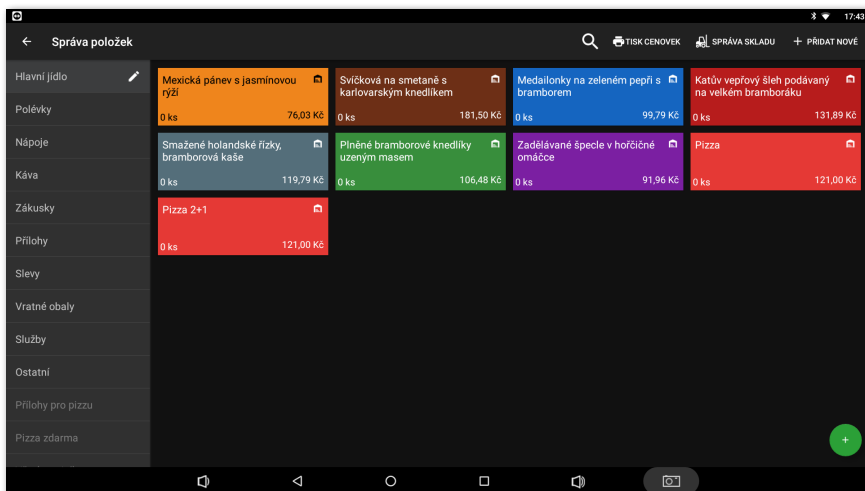 17:43
Správa položek
TISK CENOVEK
SPRÁVA SKLADU
PŘIDAT NOVÉ
Hlavní jídlo
Polévky
Nápoje
Káva
Zákusky
Přílohy
Slevy
Vratné obaly
Služby
Ostatní
Přílohy pro pizzu
Pizza zdarma
Mexická pánev s jasmínovou
rýží
0 ks
76,03 Kč
Svíčková na smetaně s
karlovarským knedlíkem
0 ks
181,50 Kč
Medailonky na zeleném pepři s
bramborem
0 ks
99,79 Kč
Katův vepřový šleh podávaný
na velkém bramboráku
0 ks
131,89 Kč
Smažené holandské řízky,
bramborová kaše
0 ks
119,79 Kč
Plněné bramborové knedlíky
uzeným masem
0 ks
106,48 Kč
Zadělávané špecle v hořčičné
omáčce
0 ks
91,96 Kč
Pizza
0 ks
121,00 Kč
Pizza 2+1
0 ks
121,00 Kč